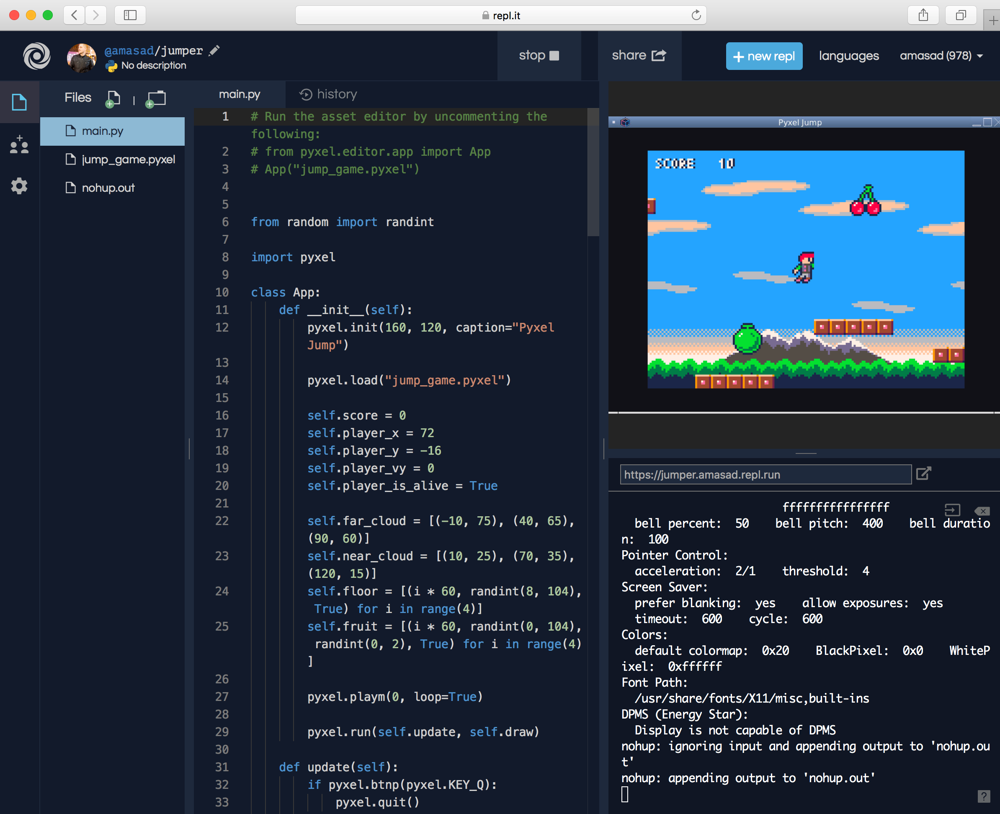 repl.it
@amasad/jumper
No description
stop
share
+ new repl
languages
amasad (978)
Files
main.py
jump_game.pyxel
nohup.out
main.py
history
1 # Run the asset editor by uncommenting the
following:
2 # from pyxel.editor.app import App
3 # App("jump_game.pyxel")
4
5
6 from random import randint
7
8 import pyxel
9
10 class App:
11 def __init__(self):
12 pyxel.init(160, 120, caption="Pyxel
Jump")
13
14 pyxel.load("jump_game.pyxel")
15
16 self.score = 0
17 self.player_x = 72
18 self.player_y = -16
19 self.player_vy = 0
20 self.player_is_alive = True
21
22 self.far_cloud = [(-10, 75), (40, 65),
(90, 60)]
23 self.near_cloud = [(10, 25), (70, 35),
(120, 15)]
24 self.floor = [(i * 60, randint(8, 104),
True) for i in range(4)]
25 self.fruit = [(i * 60, randint(0, 104),
randint(0, 2), True) for i in range(4)
]
26
27 pyxel.playm(0, loop=True)
28
29 pyxel.run(self.update, self.draw)
30
31 def update(self):
32 if pyxel.btnp(pyxel.KEY_Q):
33 pyxel.quit()
Pyxel Jump
SCORE 10
https://jumper.amasad.repl.run
ffffffffffffffff
bell percent: 50 bell pitch: 400 bell duratio
n: 100
Pointer Control:
acceleration: 2/1 threshold: 4
Screen Saver:
prefer blanking: yes allow exposures: yes
timeout: 600 cycle: 600
Colors:
default colormap: 0x20 BlackPixel: 0x0 WhiteP
ixel: 0xffffff
Font Path:
/usr/share/fonts/X11/misc,built-ins
DPMS (Energy Star):
Display is not capable of DPMS
nohup: ignoring input and appending output to 'nohup.ou
t'
nohup: appending output to 'nohup.out'
?